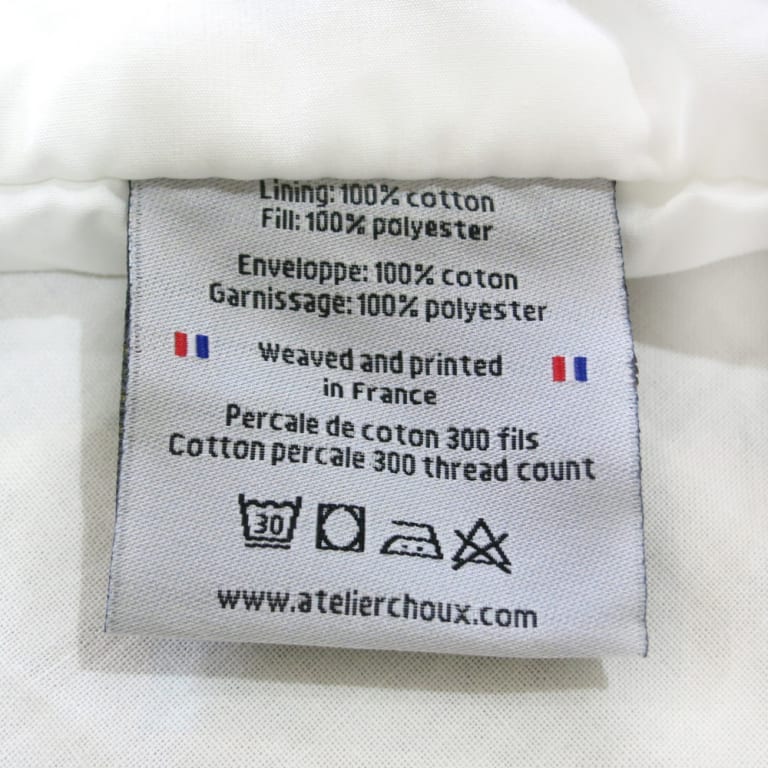 Lining: 100% cotton
Fill: 100% polyester
Enveloppe: 100% coton
Garnissage: 100% polyester
Weaved and printed
in France
Percale de coton 300 fils
Cotton percale 300 thread count
30
www.atelierchoux.com